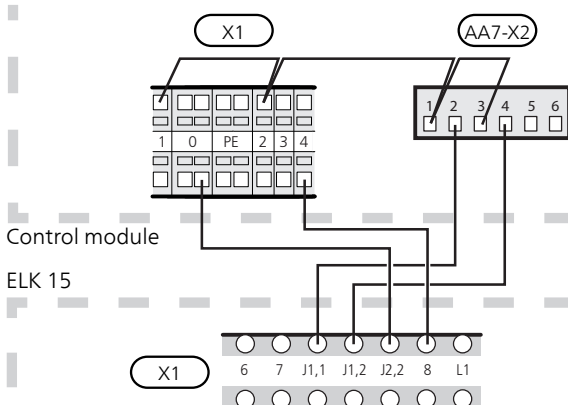 X1 AA7-X2
1 2 3 4 5 6
1 0 PE 2 3 4
Control module
ELK 15
X1 6 7 J1,1 J1,2 J2,2 8 L1